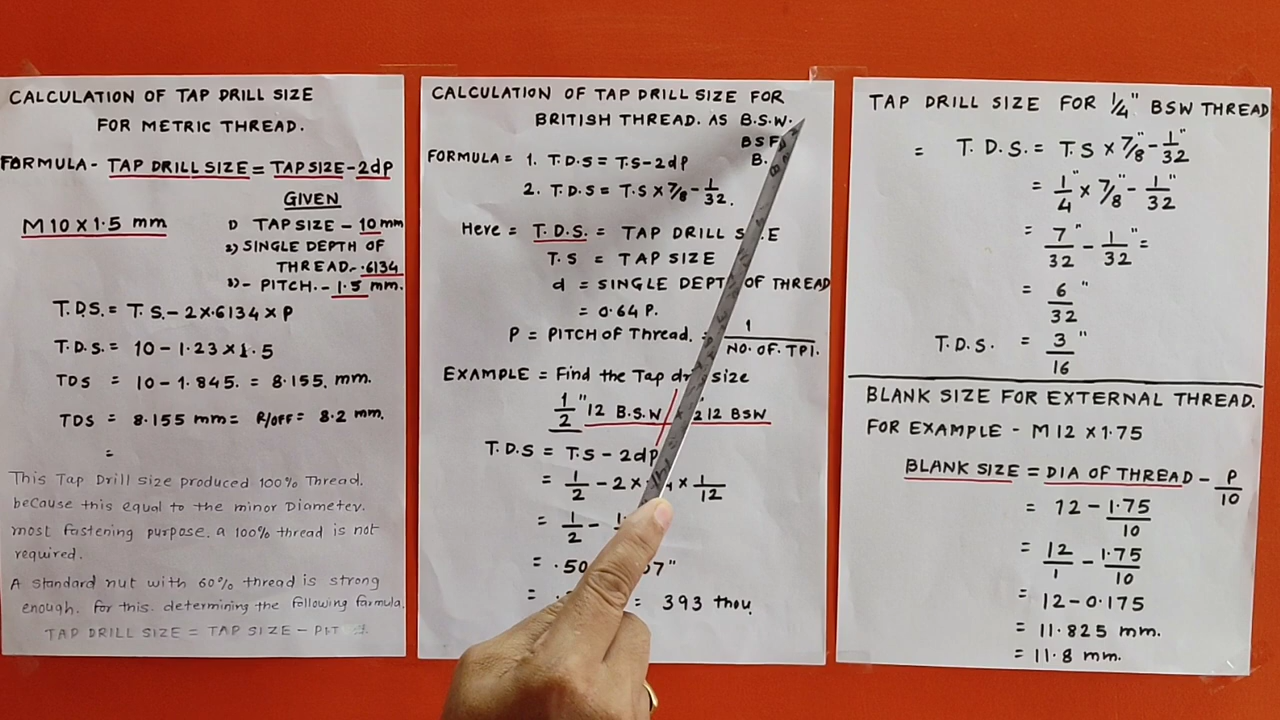 CALCULATION OF TAP DRILL SIZE
FOR METRIC THREAD.
FORMULA - TAP DRILL SIZE = TAP SIZE - 2dP
GIVEN
M10 X 1.5 mm
1) TAP SIZE - 10 mm
2) SINGLE DEPTH OF
THREAD - .6134
3) - PITCH. - 1.5 mm.
T.DS. = T.S. - 2X.6134 X P
T.D.S. = 10 - 1.23 X 1.5
TDS = 10 - 1.845. = 8.155. mm.
TDS = 8.155 mm = R/OFF = 8.2 mm.
=
This Tap Drill size produced 100% Thread.
because this equal to the minor Diameter.
most fastening purpose. a 100% thread is not
required.
A standard nut with 60% thread is strong
enough. for this. determining the following formula.
TAP DRILL SIZE = TAP SIZE -
CALCULATION OF TAP DRILL SIZE FOR
BRITISH THREAD. AS B.S.W.
BSF
B.
FORMULA = 1. T.D.S = T.S - 2dp
2. T.D.S = T.S X 7/8 - 1/32.
Here = T.D.S. = TAP DRILL
T.S = TAP SIZE
d = SINGLE DEPT OF THREAD
= 0.64 P.
P = PITCH OF Thread. = 1/NO. OF. TPI.
EXAMPLE = Find the Tap size
1/2" 12 B.S.W 12 BSW
T.D.S = T.S - 2dp
= 1/2 - 2 X X 1/12
= 1/2 -
= .50
= = 393 thou.
TAP DRILL SIZE FOR 1/4" BSW THREAD
= T.D.S. = T.S X 7/8" - 1/32"
= 1/4" X 7/8" - 1/32"
= 7/32" - 1/32" =
= 6/32"
T.D.S. = 3/16"
BLANK SIZE FOR EXTERNAL THREAD.
FOR EXAMPLE - M12 X 1.75
BLANK SIZE = DIA OF THREAD - P/10
= 12 - 1.75/10
= 12/1 - 1.75/10
= 12 - 0.175
= 11.825 mm.
= 11.8 mm.